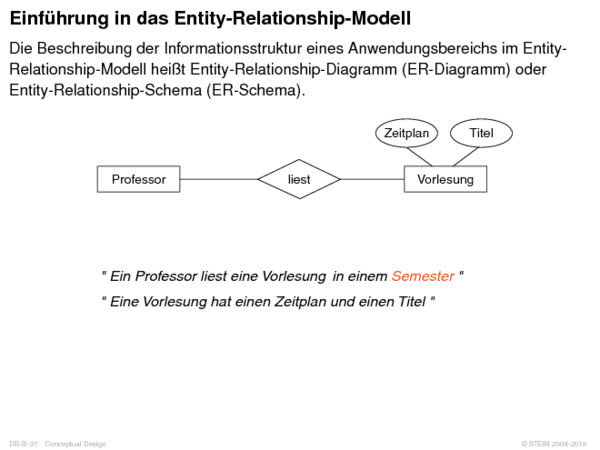 Einführung in das Entity-Relationship-Modell
Die Beschreibung der Informationsstruktur eines Anwendungsbereichs im Entity-
Relationship-Modell heißt Entity-Relationship-Diagramm (ER-Diagramm) oder
Entity-Relationship-Schema (ER-Schema).
Zeitplan Titel
Professor liest Vorlesung
" Ein Professor liest eine Vorlesung in einem Semester "
" Eine Vorlesung hat einen Zeitplan und einen Titel "
DB:III-37 Conceptual Design © STEIN 2004-2018